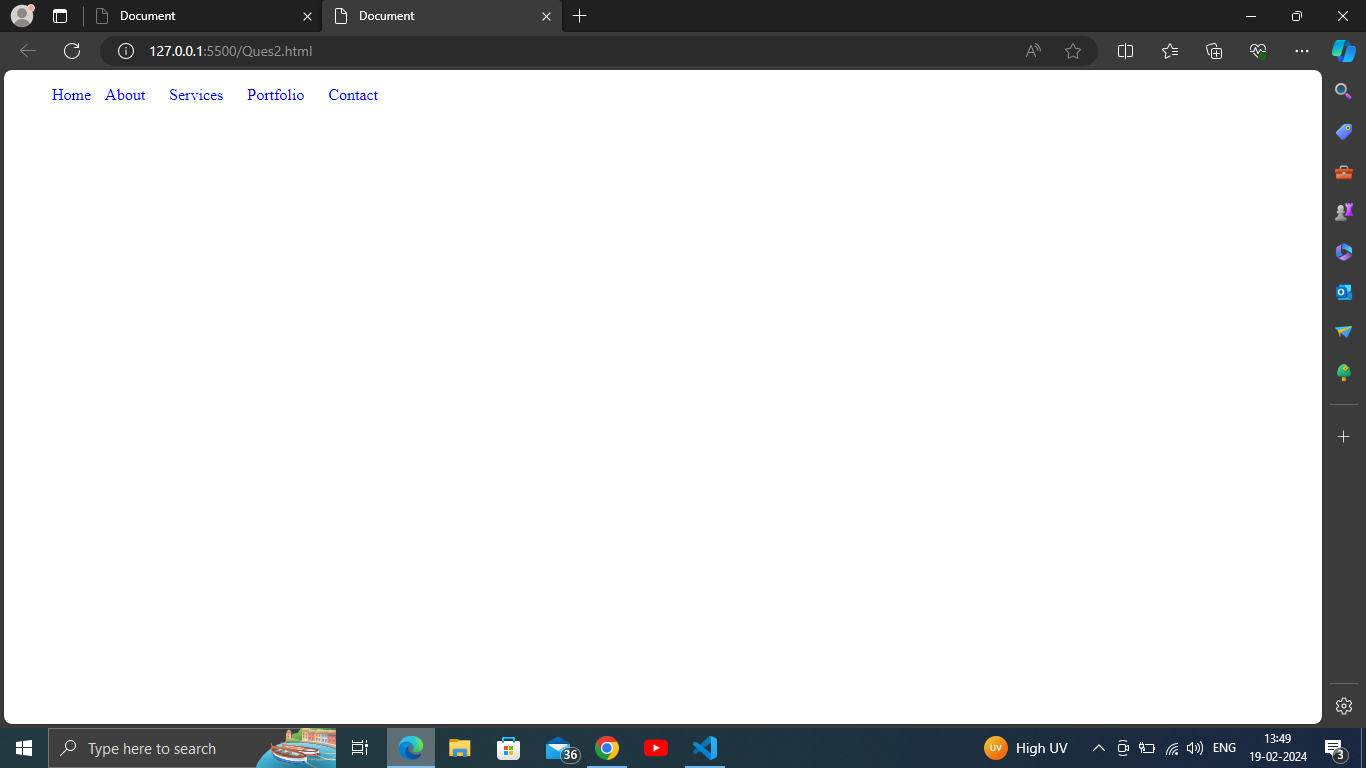 Document
Document
127.0.0.1:5500/Ques2.html
Home About Services Portfolio Contact
Type here to search
36
UV High UV
ENG
13:49
19-02-2024
3